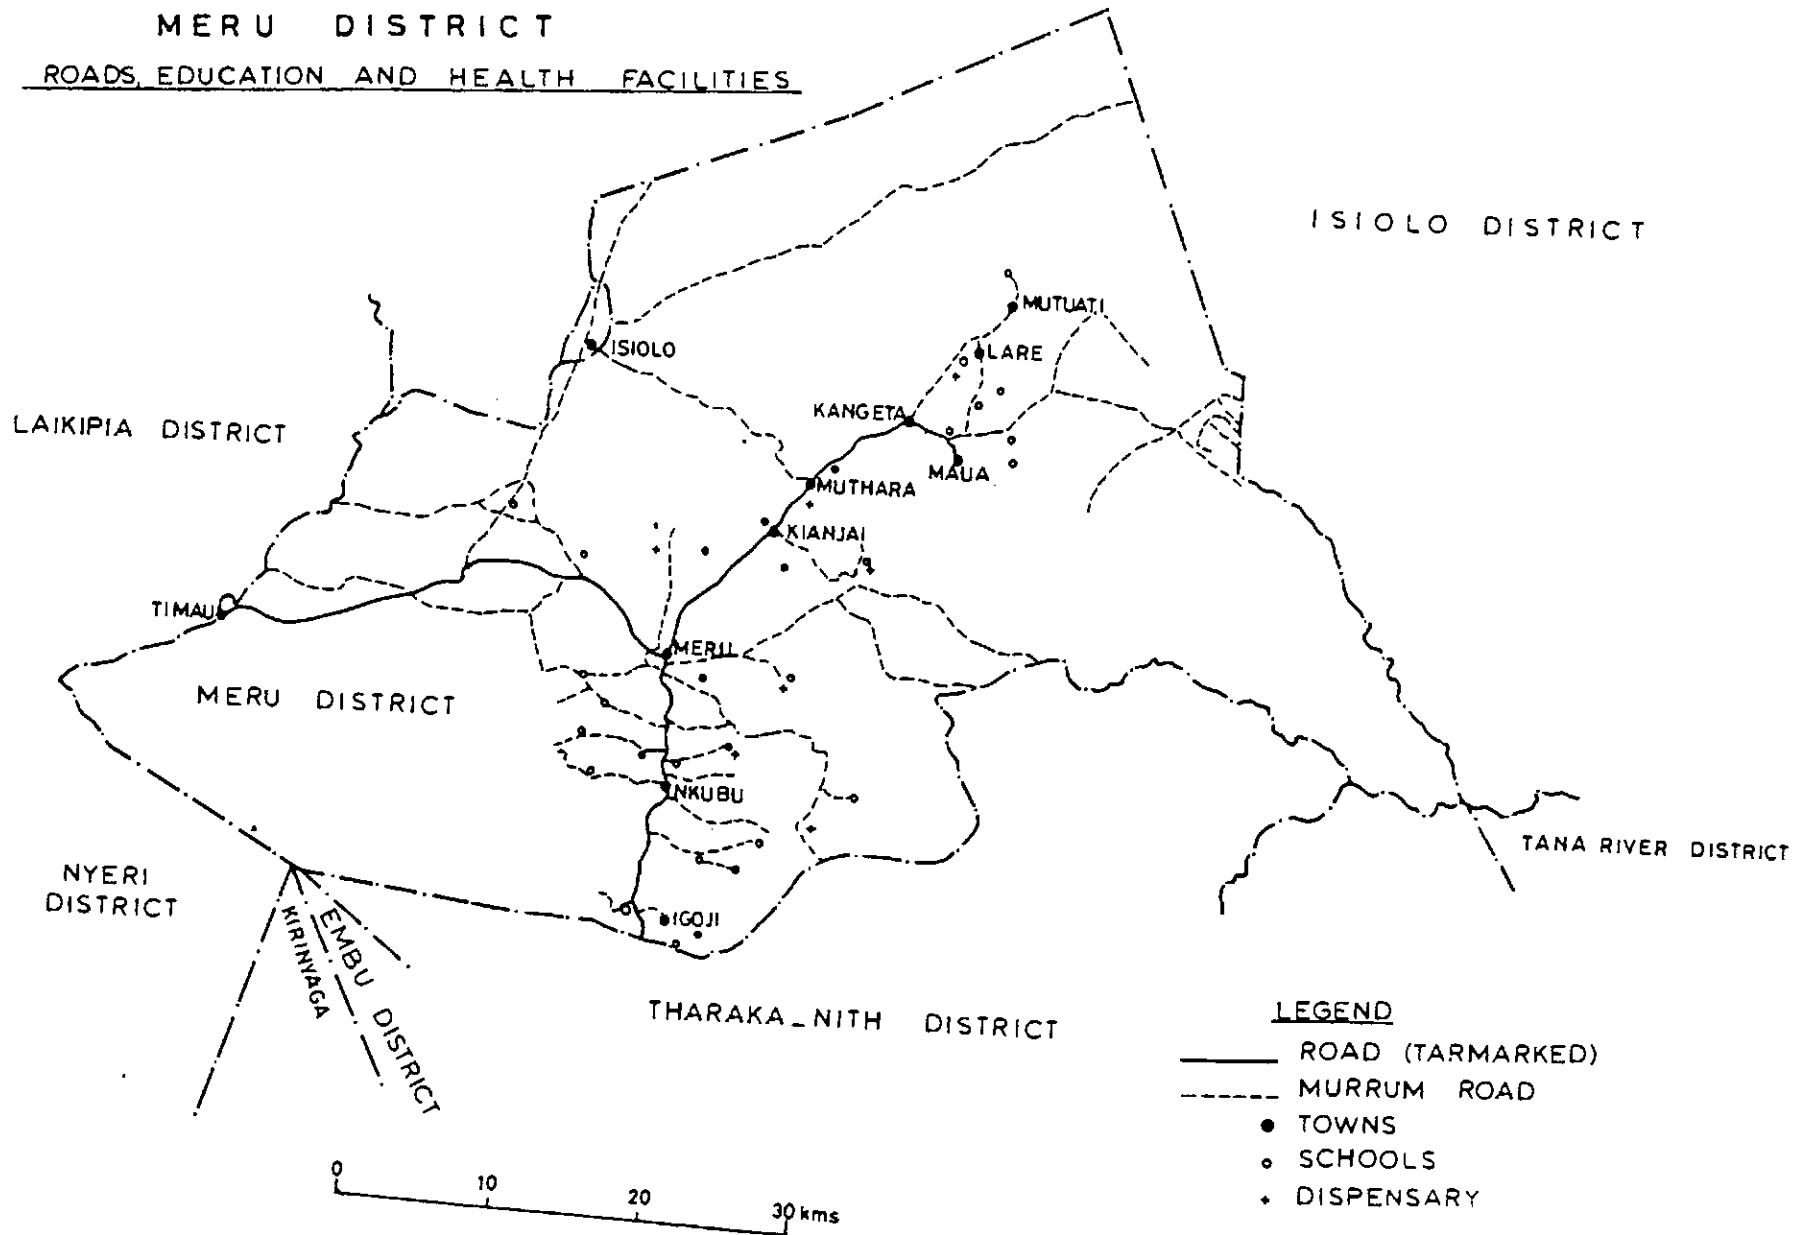 MERU DISTRICT
ROADS, EDUCATION AND HEALTH FACILITIES
ISIOLO DISTRICT
MUTUATI
ISIOLO
LARE
KANGETA
LAIKIPIA DISTRICT
MAUA
MUTHARA
KIANJAI
TIMAU
MERU
MERU DISTRICT
NKUBU
TANA RIVER DISTRICT
NYERI
DISTRICT
IGOJI
KIRINYAGA
EMBU DISTRICT
THARAKA_NITH DISTRICT
LEGEND
ROAD (TARMARKED)
MURRUM ROAD
TOWNS
SCHOOLS
DISPENSARY
0 10 20 30 kms